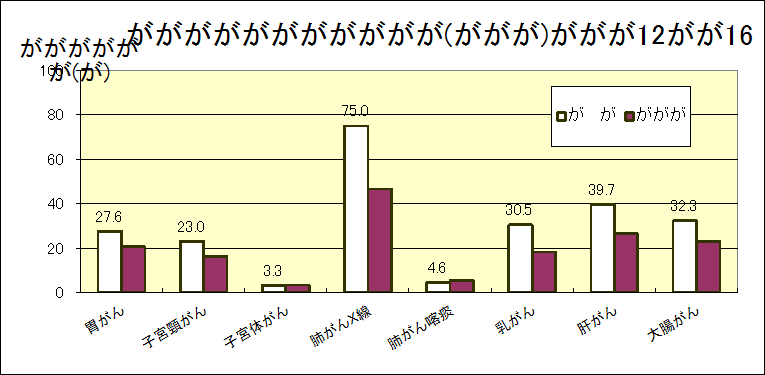 がががががががががががが(ががが)ががが12がが16
ががががが
が(が)
が　が
ががが
100
80
60
40
20
0
27.6
23.0
3.3
75.0
4.6
30.5
39.7
32.3
胃がん
子宮頸がん
子宮体がん
肺がんX線
肺がん喀痰
乳がん
肝がん
大腸がん